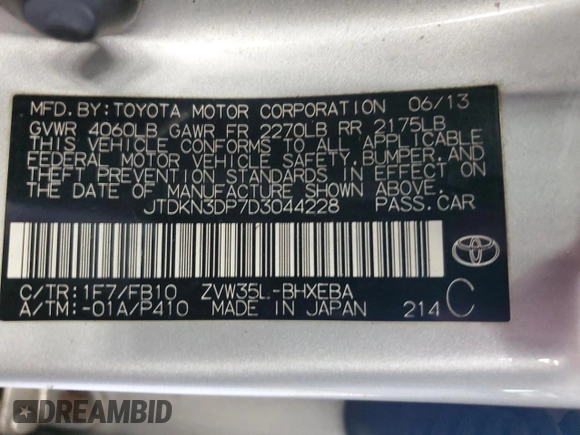 MFD. BY: TOYOTA MOTOR CORPORATION 06/13
GVWR 4060LB GAWR FR 2270LB RR 2175LB
THIS VEHICLE CONFORMS TO ALL APPLICABLE
FEDERAL MOTOR VEHICLE SAFETY, BUMPER, AND
THEFT PREVENTION STANDARDS IN EFFECT ON
THE DATE OF MANUFACTURE SHOWN ABOVE.
JTDKN3DP7D3044228 PASS. CAR
C/TR: 1F7/FB10 ZVW35L-BHXEBA
A/TM: -01A/P410 MADE IN JAPAN 214 C
DREAMBID